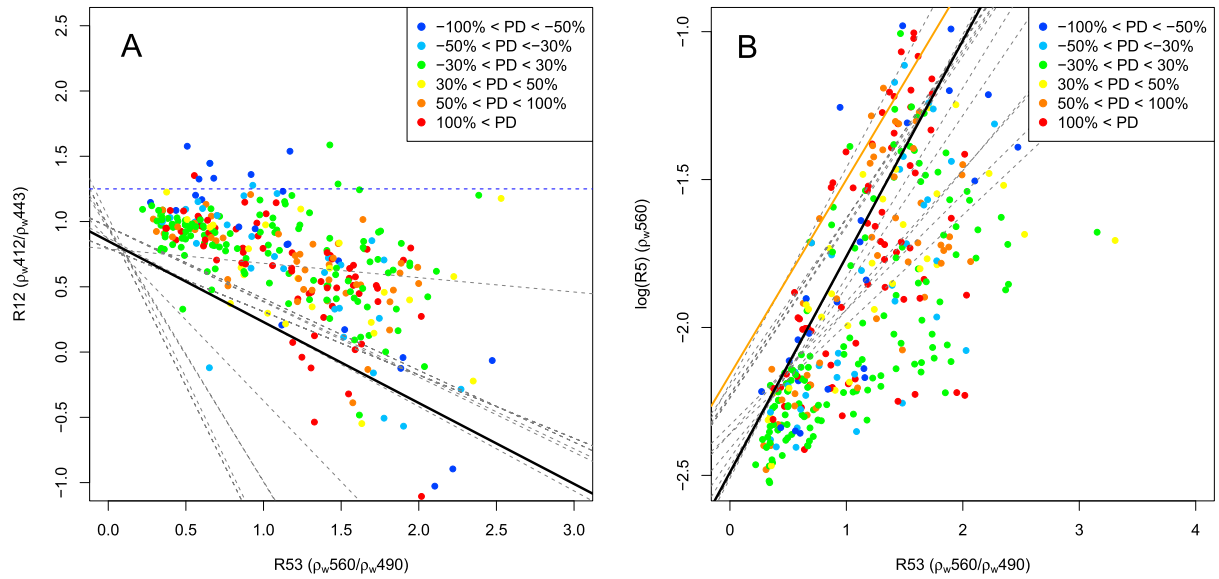 A
−100% < PD < −50%
−50% < PD <−30%
−30% < PD < 30%
30% < PD < 50%
50% < PD < 100%
100% < PD
R12 (ρw412/ρw443)
2.5
2.0
1.5
1.0
0.5
0.0
−0.5
−1.0
0.0 0.5 1.0 1.5 2.0 2.5 3.0
R53 (ρw560/ρw490)
B
−100% < PD < −50%
−50% < PD <−30%
−30% < PD < 30%
30% < PD < 50%
50% < PD < 100%
100% < PD
log(R5) (ρw560)
−1.0
−1.5
−2.0
−2.5
0 1 2 3 4
R53 (ρw560/ρw490)